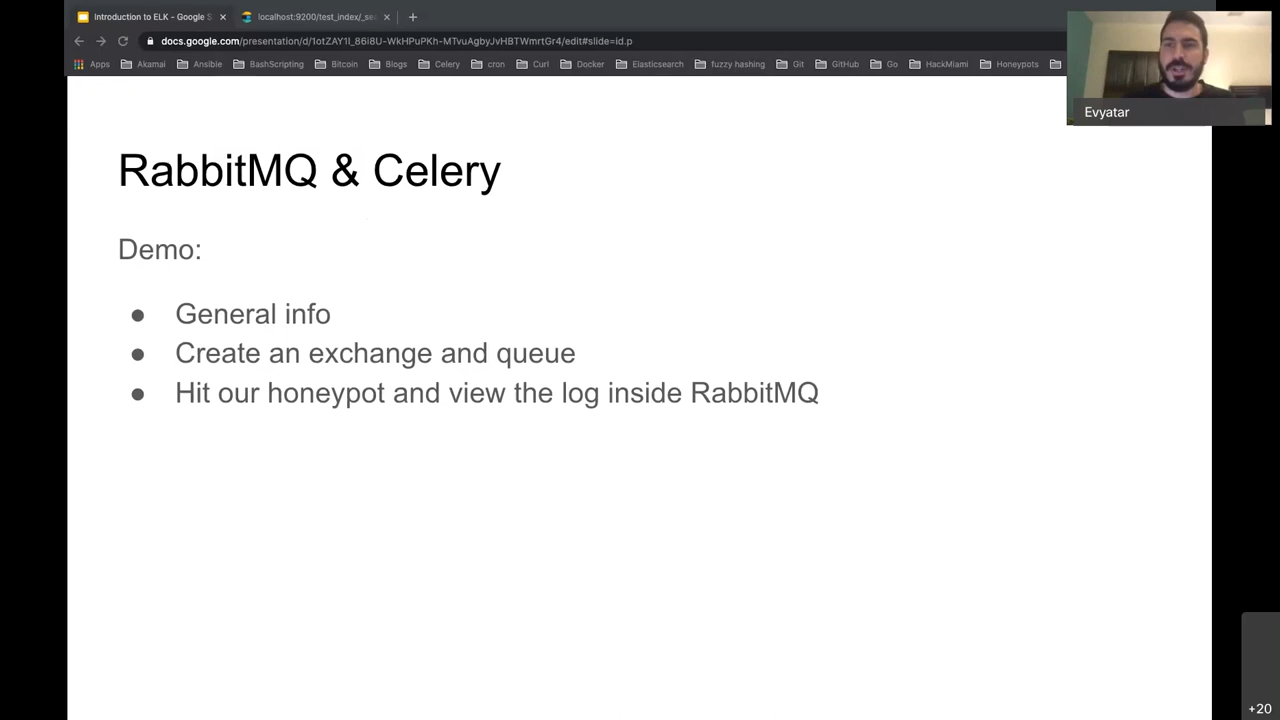 Introduction to ELK - Google S
localhost:9200/test_index/_se
docs.google.com/presentation/d/1otZAY1l_86i8U-WkHPuPKh-MTvuAgbyJvHBTWmrtGr4/edit#slide=id.p
Apps Akamai Ansible BashScripting Bitcoin Blogs Celery cron Curl Docker Elasticsearch fuzzy hashing Git GitHub Go HackMiami Honeypots
Evyatar
RabbitMQ & Celery
Demo:
● General info
● Create an exchange and queue
● Hit our honeypot and view the log inside RabbitMQ
+20